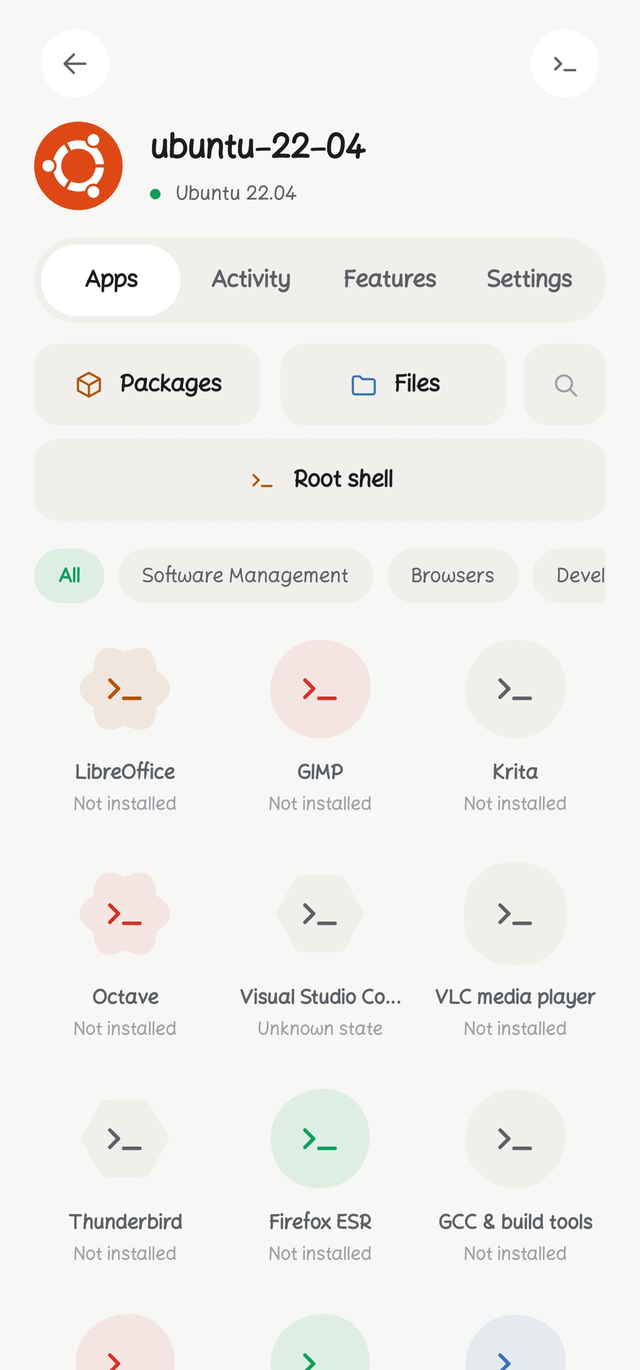 ubuntu-22-04
Ubuntu 22.04
Apps Activity Features Settings
Packages Files
Root shell
All Software Management Browsers Devel
LibreOffice GIMP Krita
Not installed Not installed Not installed
Octave Visual Studio Co... VLC media player
Not installed Unknown state Not installed
Thunderbird Firefox ESR GCC & build tools
Not installed Not installed Not installed